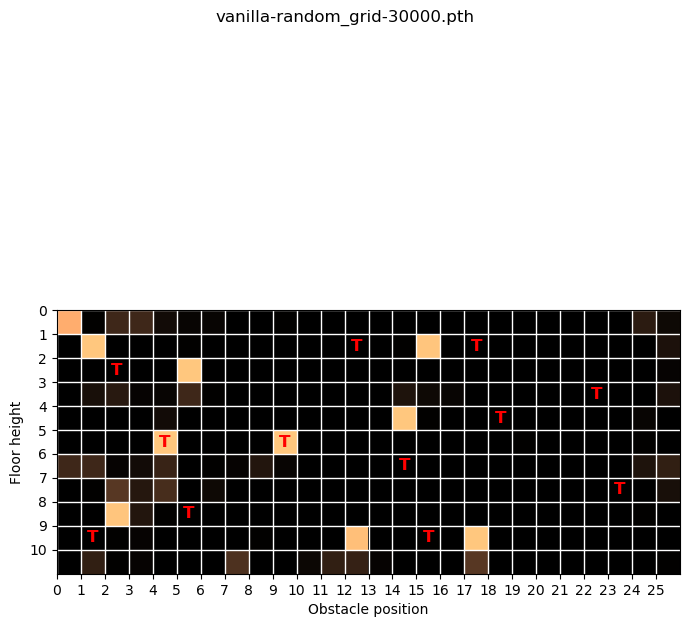 vanilla-random_grid-30000.pth
0
1
T T T
2
T
3
T
4
T
5
T T
6
T
7
T
8
T
9
T T
10
0 1 2 3 4 5 6 7 8 9 10 11 12 13 14 15 16 17 18 19 20 21 22 23 24 25
Floor height
Obstacle position